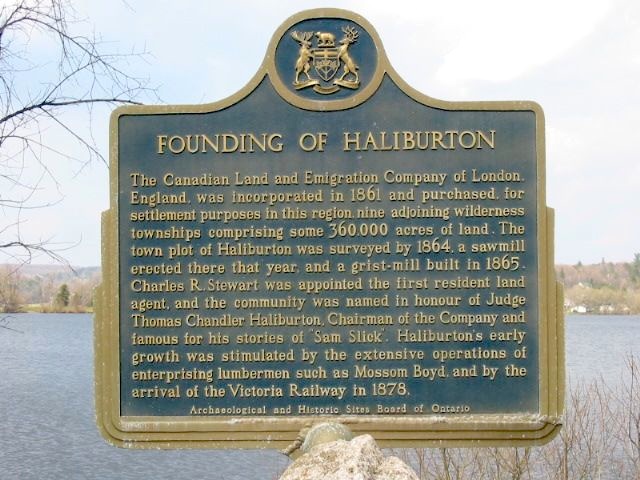 FOUNDING OF HALIBURTON
The Canadian Land and Emigration Company of London,
England, was incorporated in 1861 and purchased, for
settlement purposes in this region, nine adjoining wilderness
townships comprising some 360,000 acres of land. The
town plot of Haliburton was surveyed by 1864, a sawmill
erected there that year, and a grist-mill built in 1865.
Charles R. Stewart was appointed the first resident land
agent, and the community was named in honour of Judge
Thomas Chandler Haliburton, Chairman of the Company and
famous for his stories of "Sam Slick". Haliburton's early
growth was stimulated by the extensive operations of
enterprising lumbermen such as Mossom Boyd, and by the
arrival of the Victoria Railway in 1878.
Archaeological and Historic Sites Board of Ontario